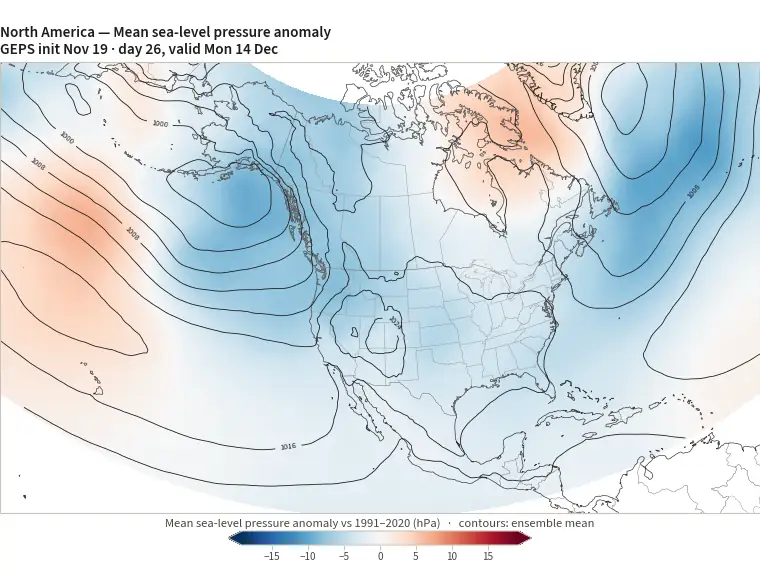 North America — Mean sea-level pressure anomaly
GEPS init Nov 19 · day 26, valid Mon 14 Dec
1000
1000
1008
1008
1008
1024
1016
Mean sea-level pressure anomaly vs 1991–2020 (hPa) · contours: ensemble mean
−15 −10 −5 0 5 10 15